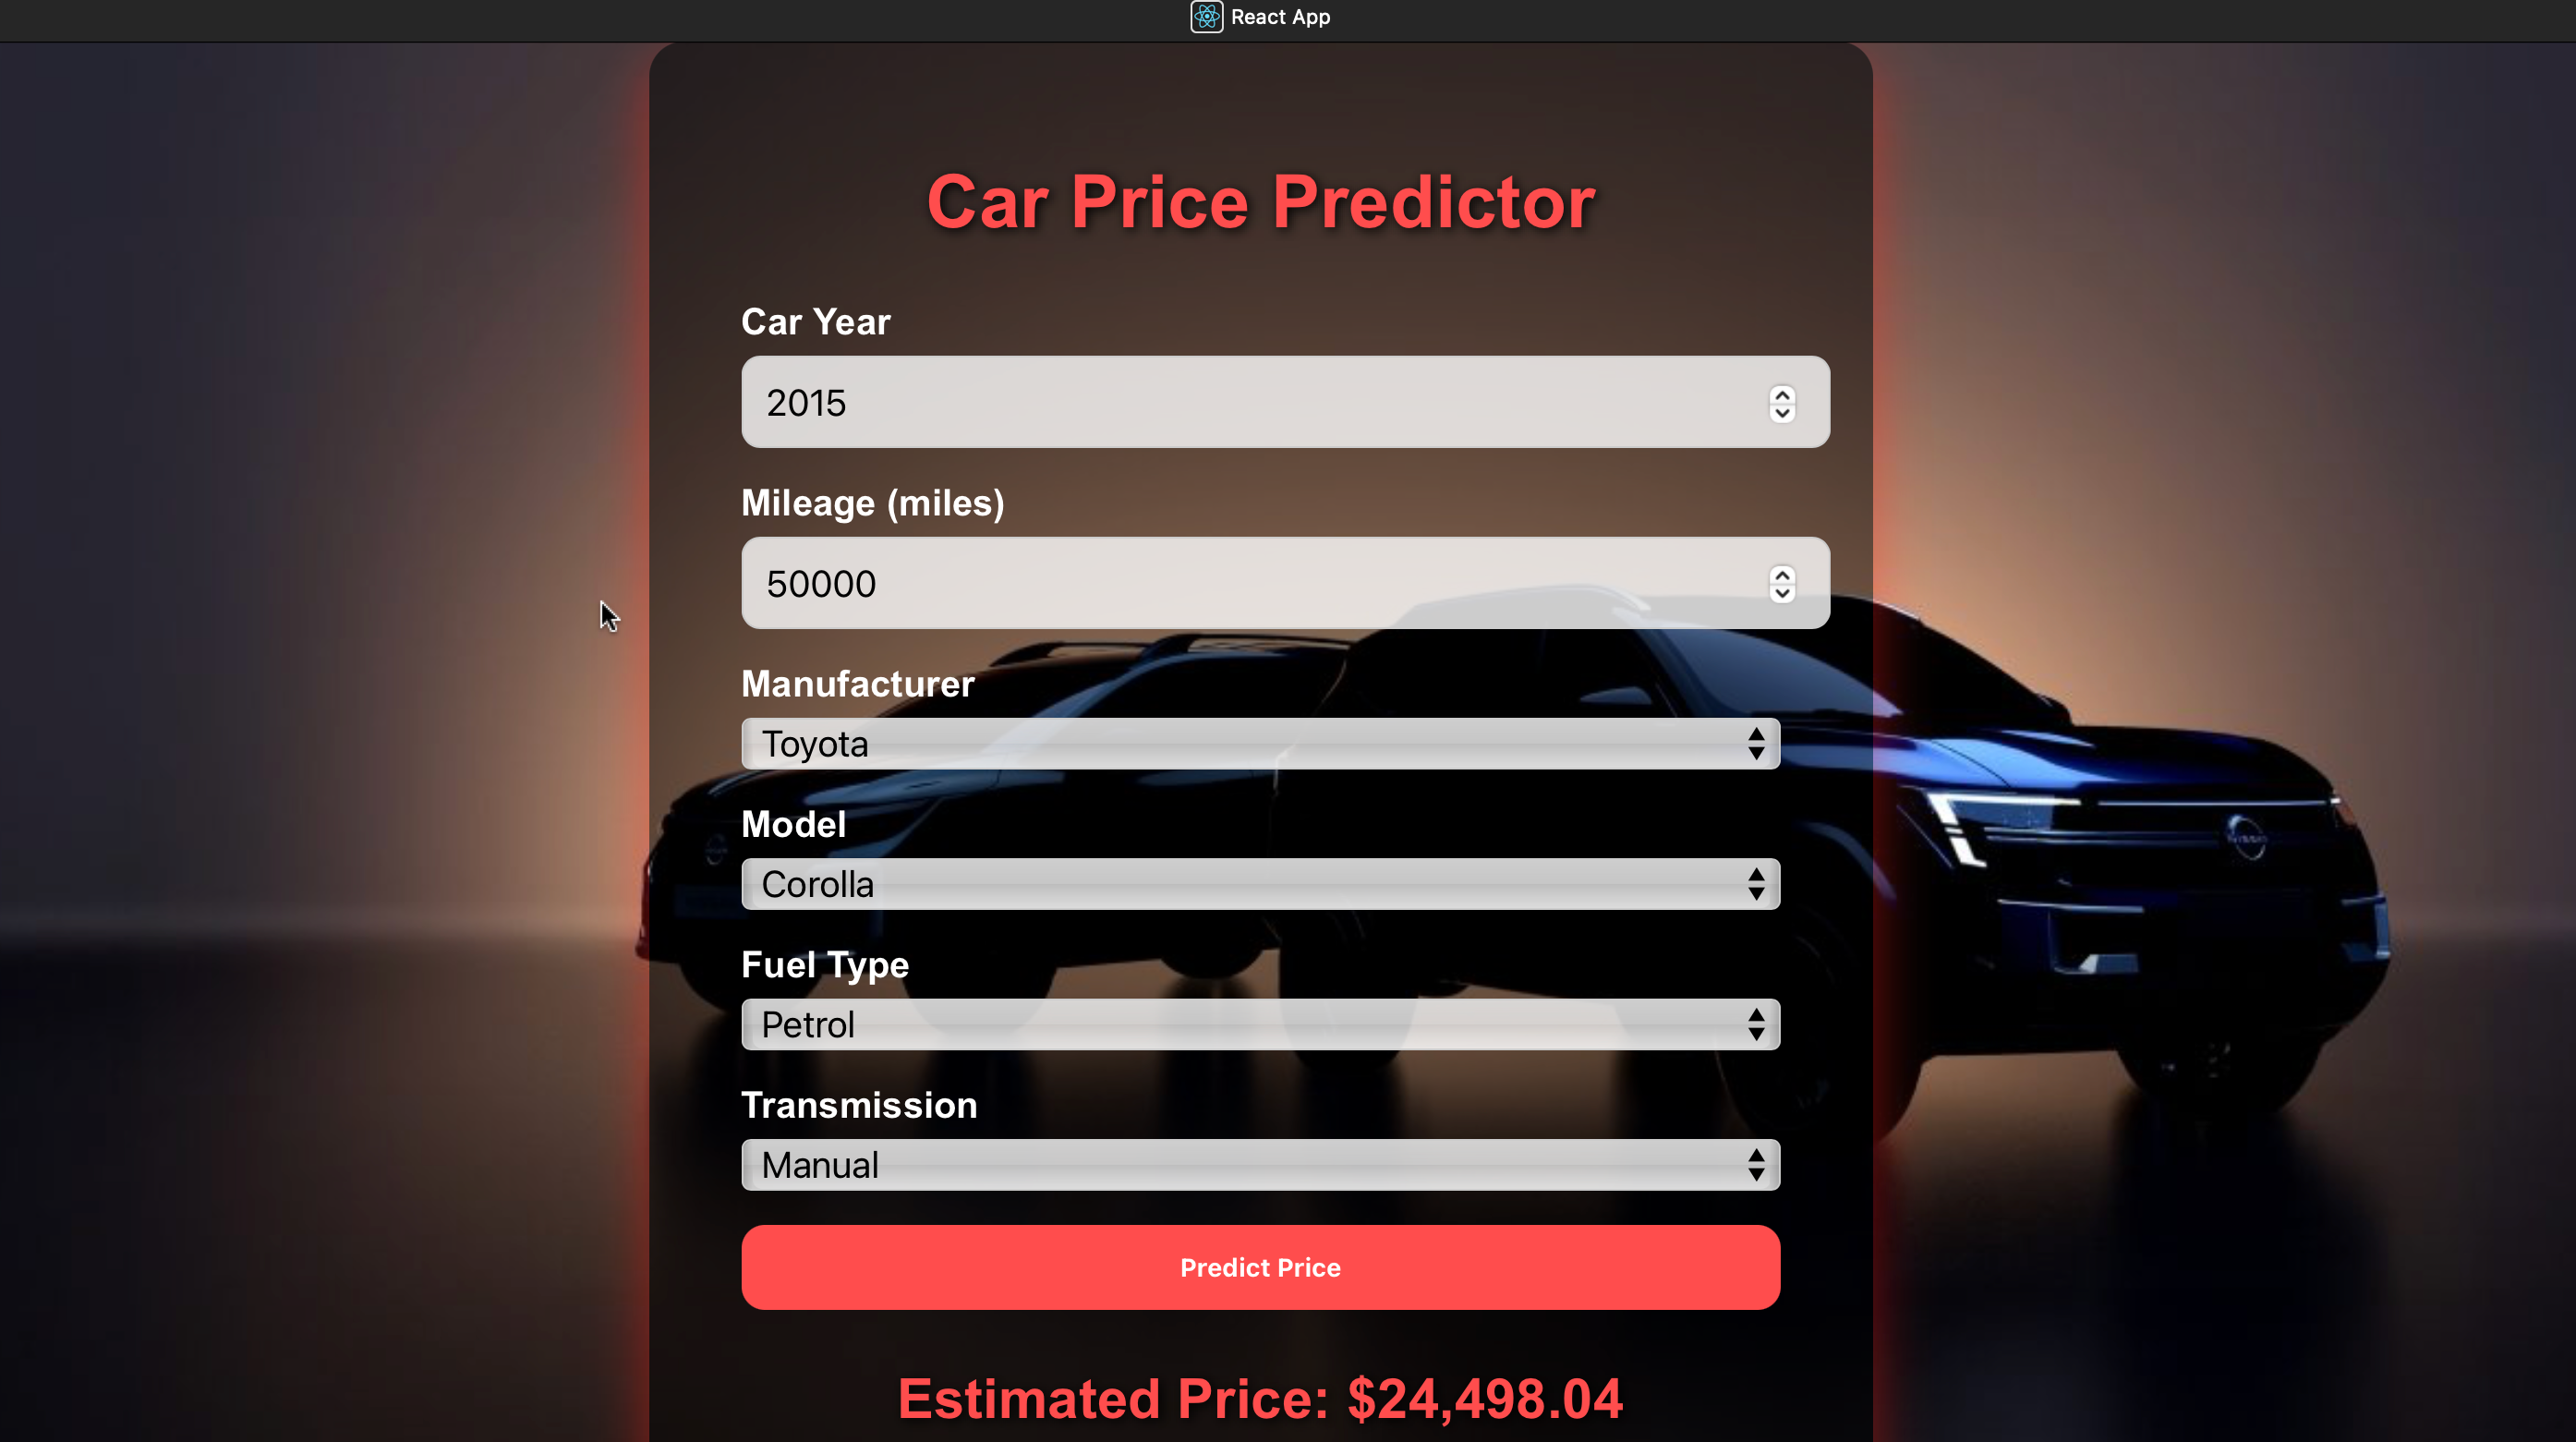 React App
Car Price Predictor
Car Year
2015
Mileage (miles)
50000
Manufacturer
Toyota
Model
Corolla
Fuel Type
Petrol
Transmission
Manual
Predict Price
Estimated Price: $24,498.04